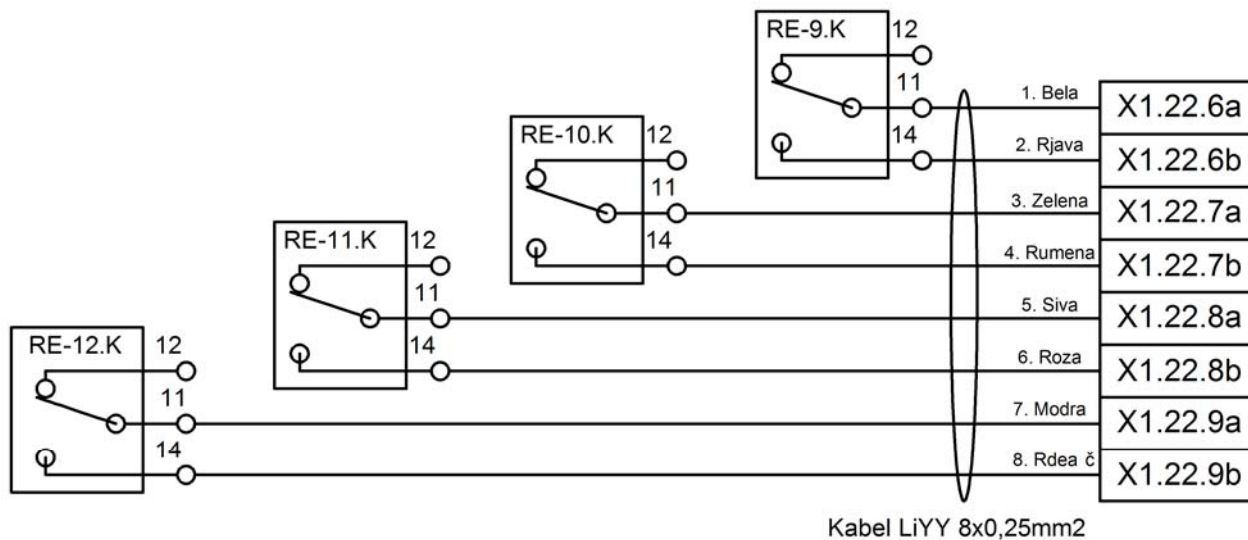 RE-9.K 12
11 1. Bela X1.22.6a
14 2. Rjava X1.22.6b
RE-10.K 12
11 3. Zelena X1.22.7a
14 4. Rumena X1.22.7b
RE-11.K 12
11 5. Siva X1.22.8a
14 6. Roza X1.22.8b
RE-12.K 12
11 7. Modra X1.22.9a
14 8. Rdea č X1.22.9b
Kabel LiYY 8x0,25mm2